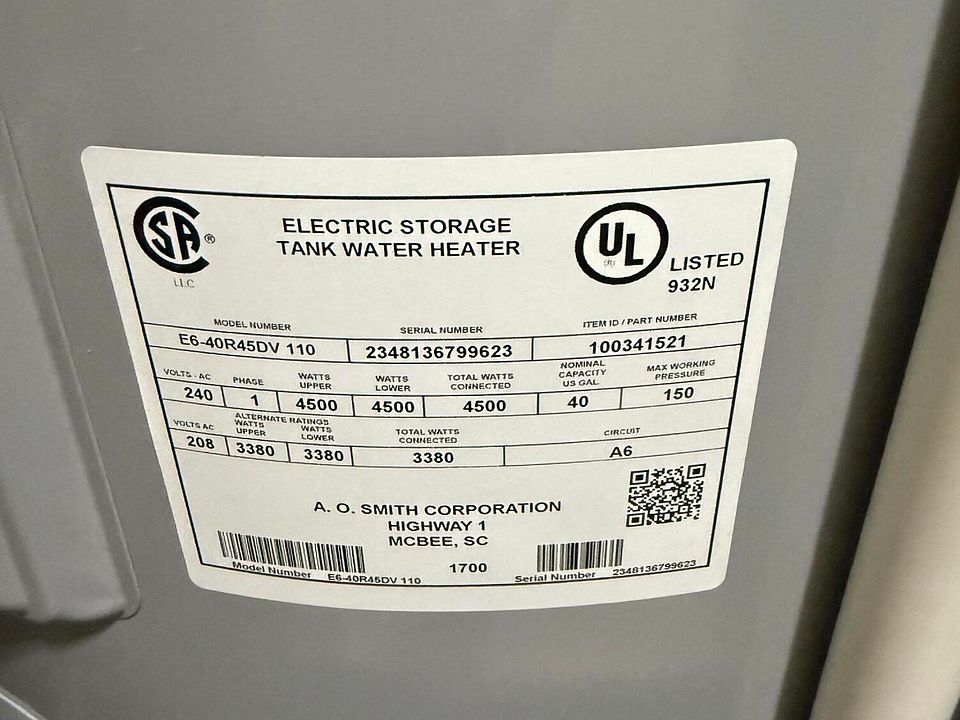 SA ®
LLC
ELECTRIC STORAGE
TANK WATER HEATER
UL ®
LISTED
932N
MODEL NUMBER SERIAL NUMBER ITEM ID / PART NUMBER
E6-40R45DV 110 2348136799623 100341521
VOLTS - AC PHASE WATTS UPPER WATTS LOWER TOTAL WATTS CONNECTED NOMINAL CAPACITY US GAL. MAX WORKING PRESSURE
240 1 4500 4500 4500 40 150
ALTERNATE RATINGS
VOLTS AC WATTS UPPER WATTS LOWER TOTAL WATTS CONNECTED CIRCUIT
208 3380 3380 3380 A6
A. O. SMITH CORPORATION
HIGHWAY 1
MCBEE, SC
1700
Model Number E6-40R45DV 110 Serial Number 2348136799623